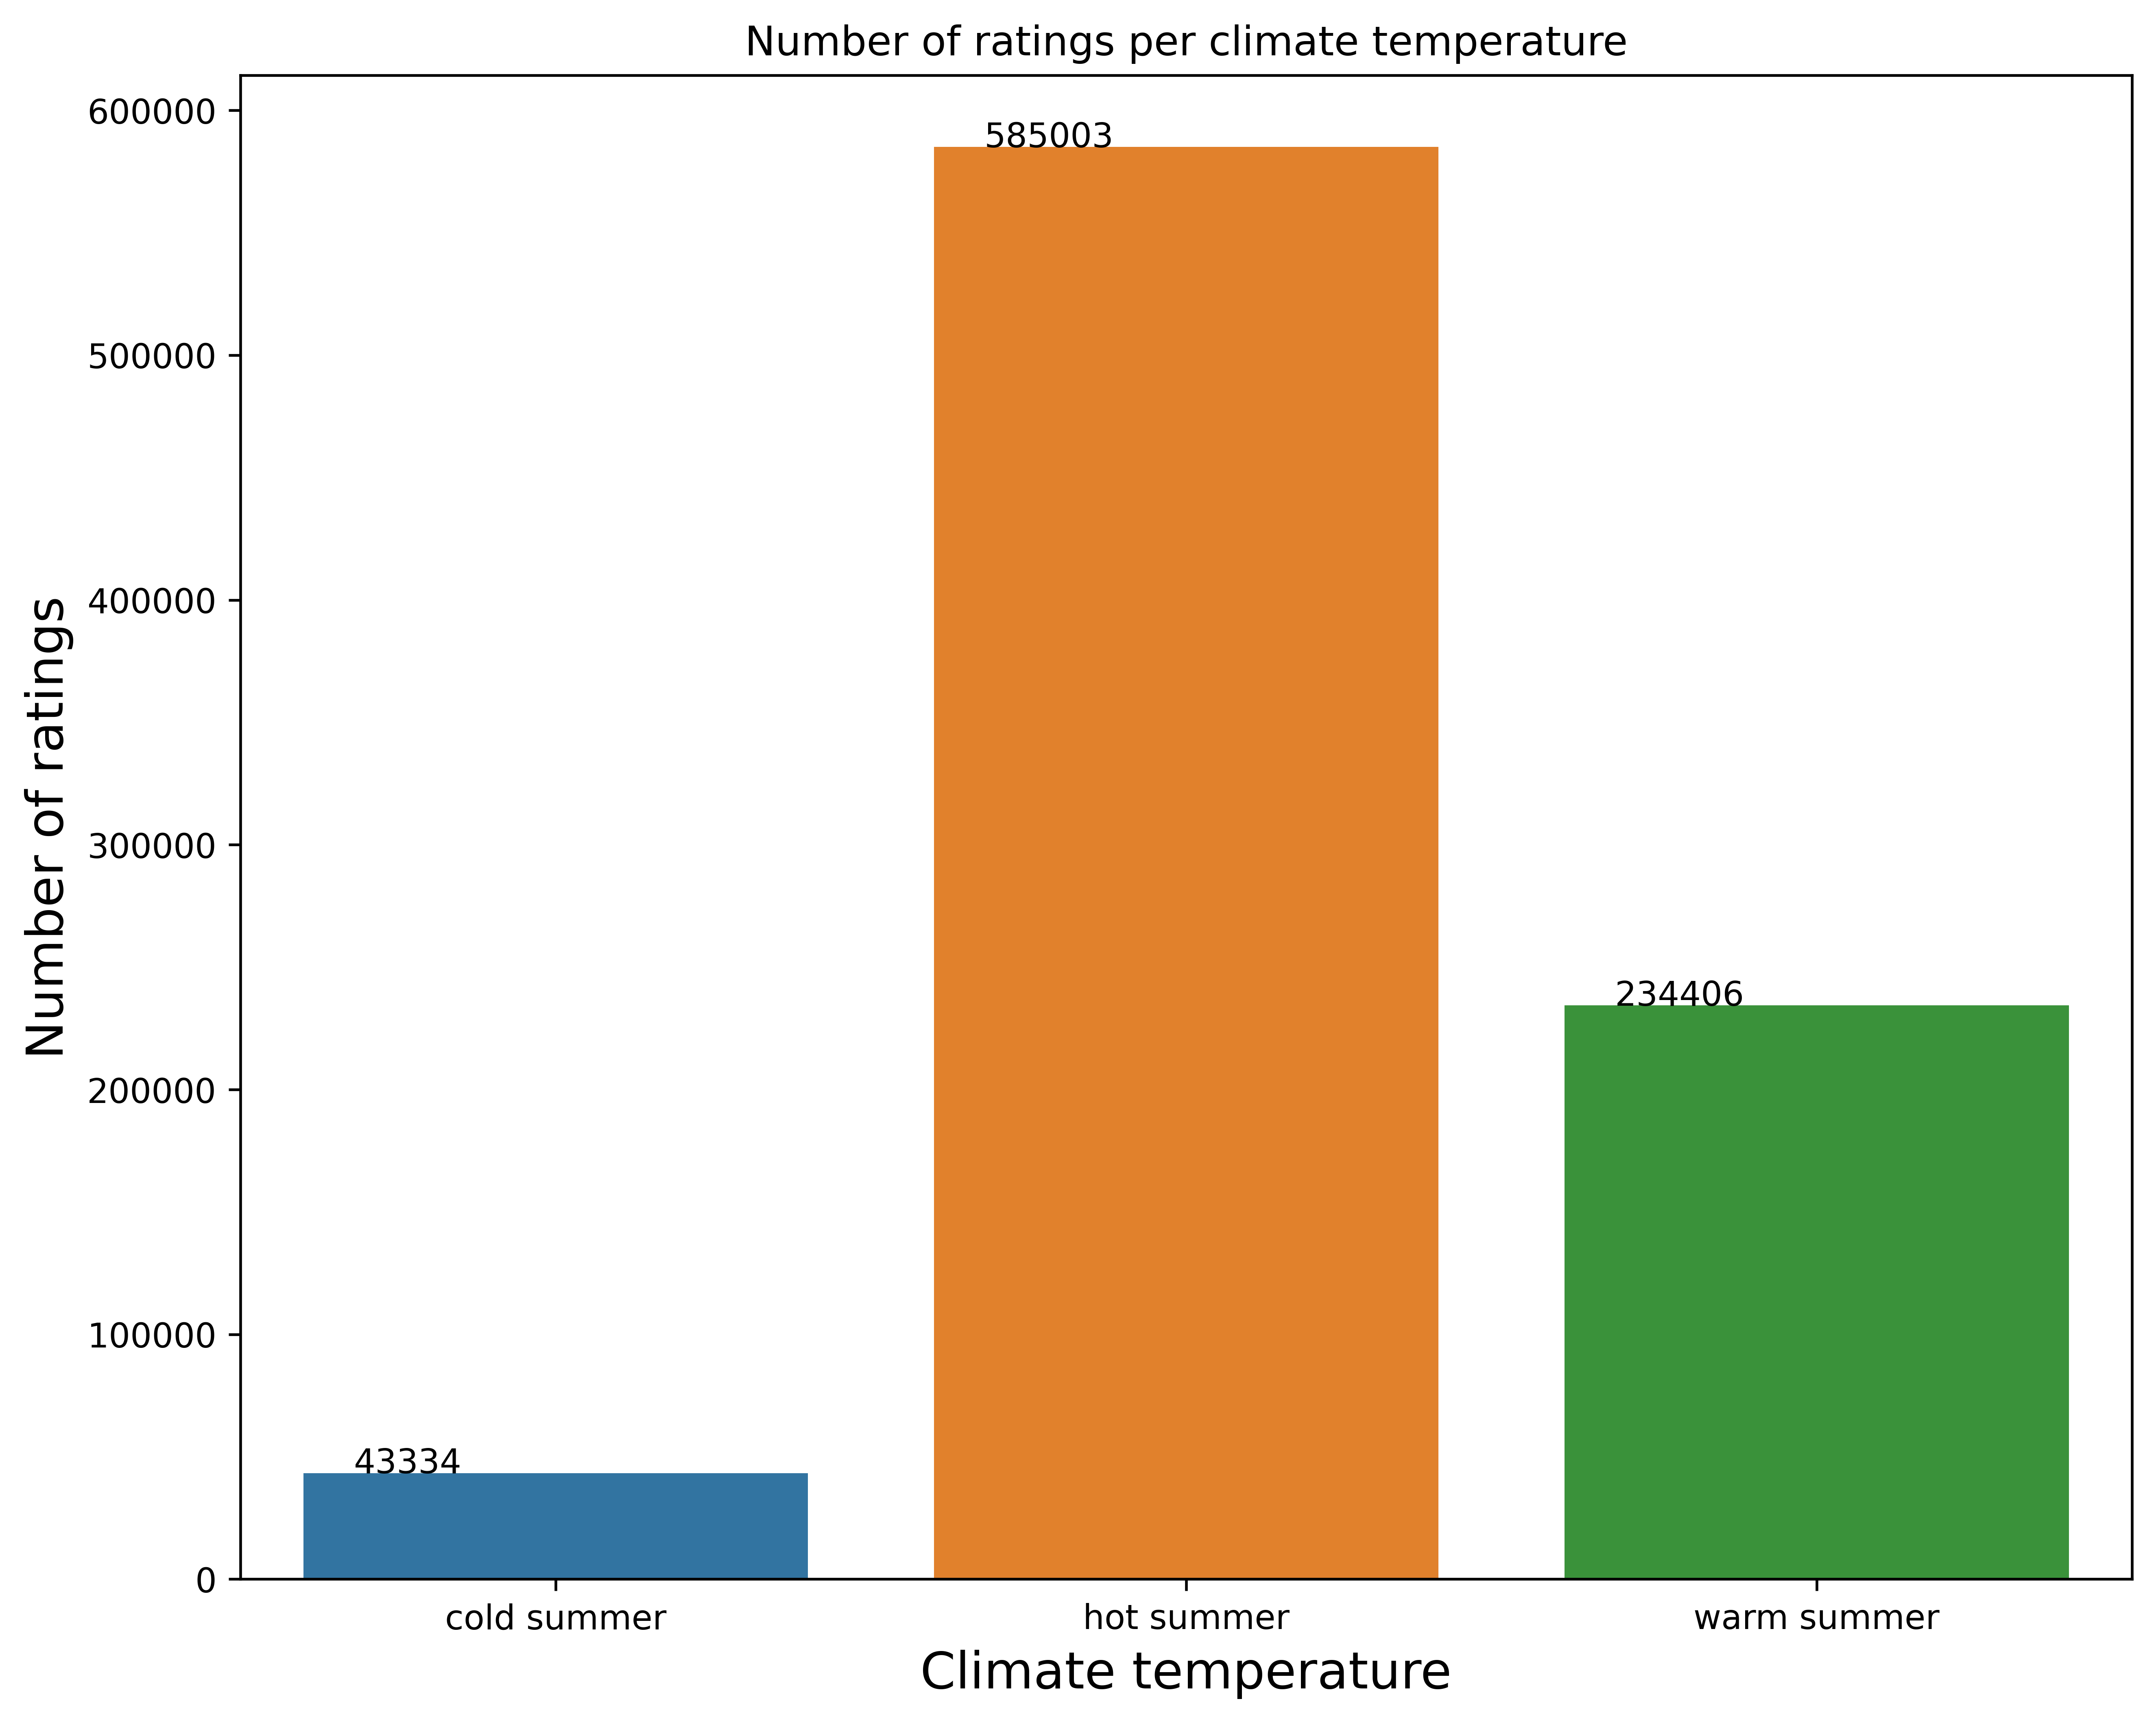 Number of ratings per climate temperature
600000
585003
500000
400000
300000
234406
200000
100000
43334
0
Number of ratings
cold summer
hot summer
warm summer
Climate temperature